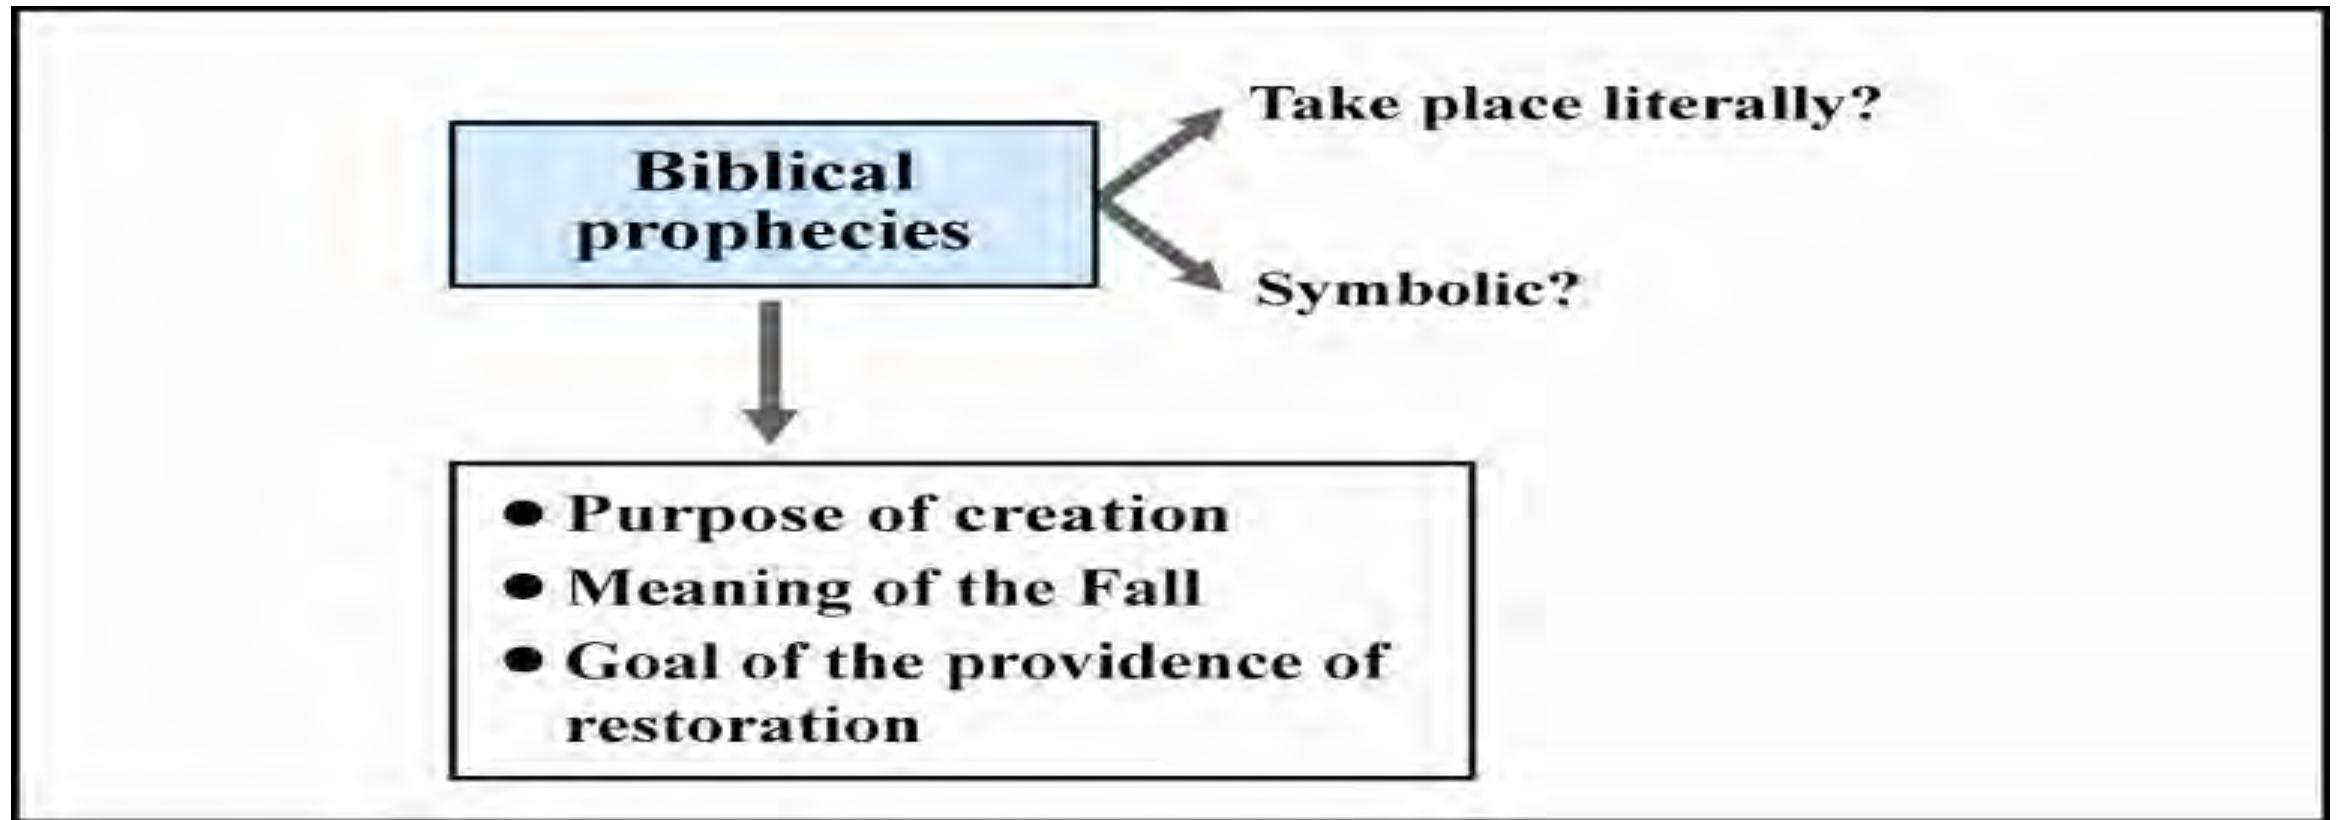 Take place literally?
Biblical
prophecies
Symbolic?
● Purpose of creation
● Meaning of the Fall
● Goal of the providence of
restoration